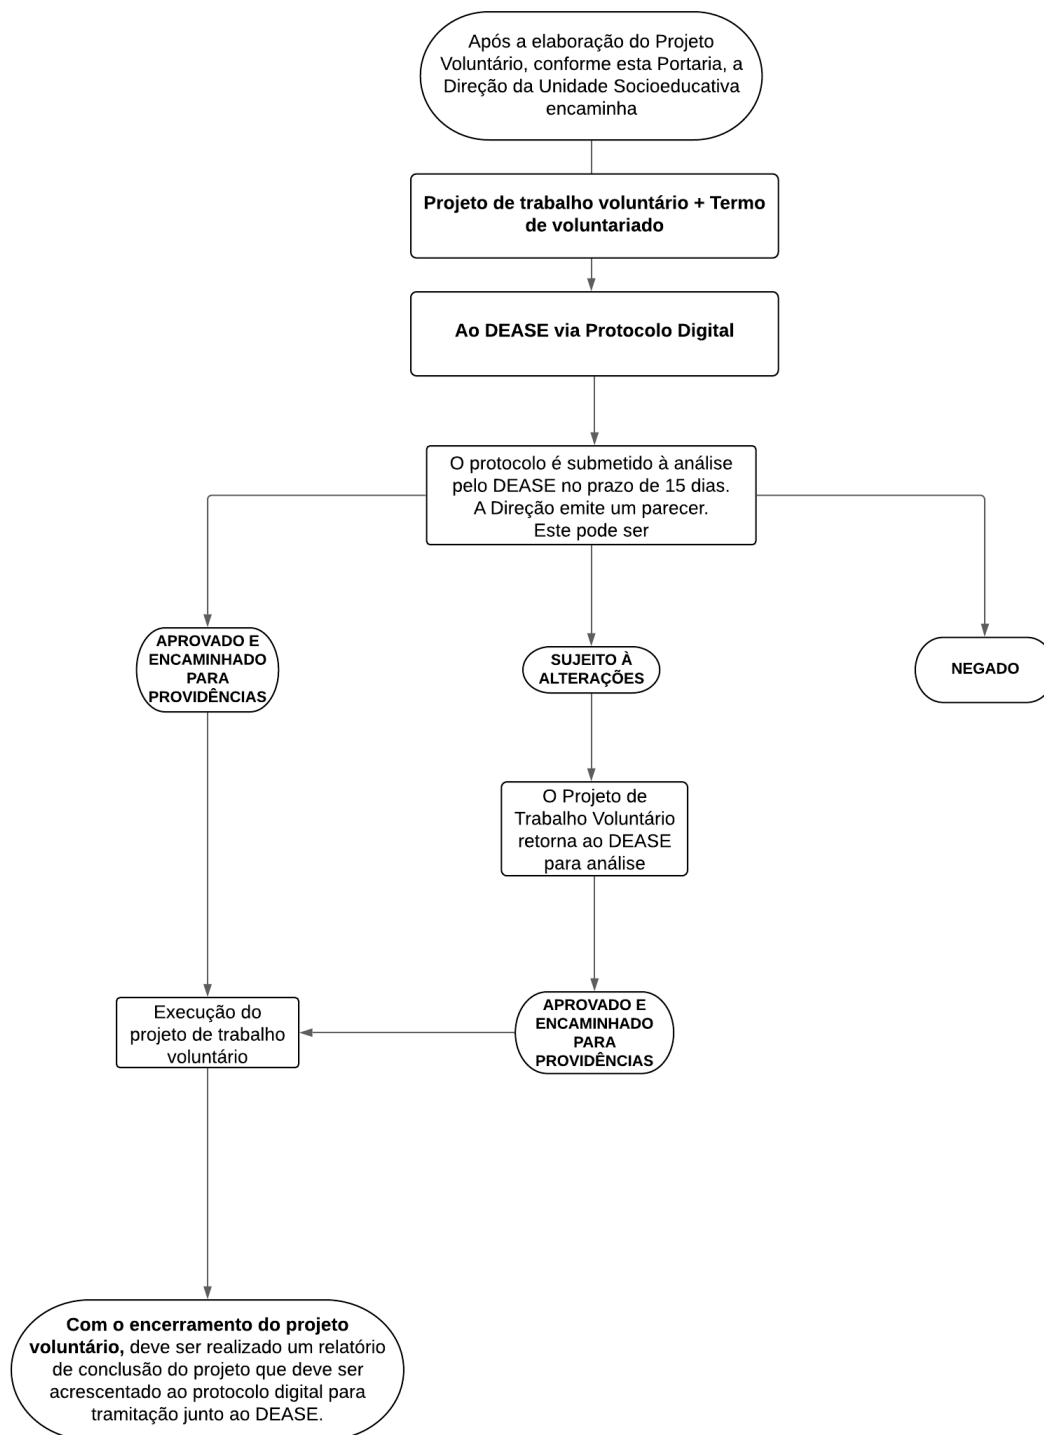 Após a elaboração do Projeto
Voluntário, conforme esta Portaria, a
Direção da Unidade Socioeducativa
encaminha
Projeto de trabalho voluntário + Termo
de voluntariado
Ao DEASE via Protocolo Digital
O protocolo é submetido à análise
pelo DEASE no prazo de 15 dias.
A Direção emite um parecer.
Este pode ser
APROVADO E
ENCAMINHADO
PARA
PROVIDÊNCIAS
SUJEITO À
ALTERAÇÕES
NEGADO
O Projeto de
Trabalho Voluntário
retorna ao DEASE
para análise
APROVADO E
ENCAMINHADO
PARA
PROVIDÊNCIAS
Execução do
projeto de trabalho
voluntário
Com o encerramento do projeto
voluntário, deve ser realizado um relatório
de conclusão do projeto que deve ser
acrescentado ao protocolo digital para
tramitação junto ao DEASE.